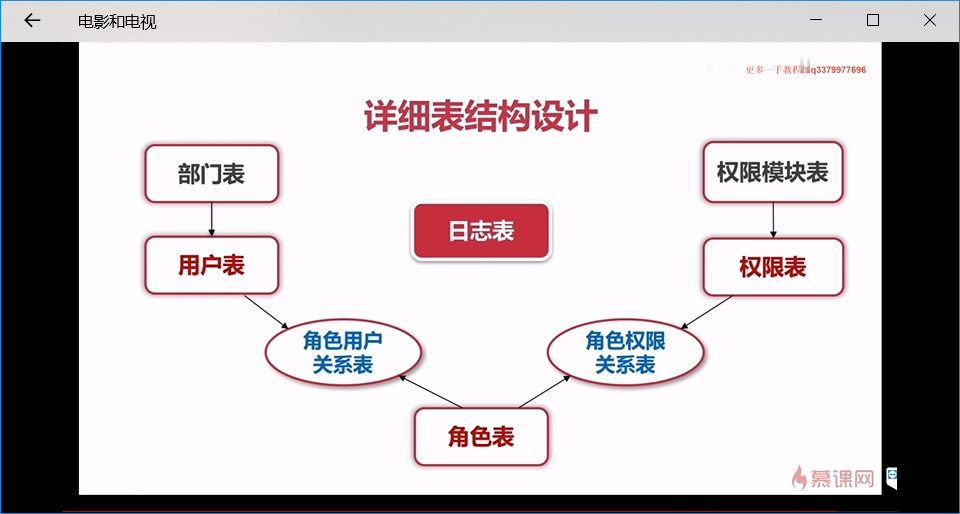 电影和电视
更多一手教程加q3379977696
详细表结构设计
部门表
权限模块表
日志表
用户表
权限表
角色用户
关系表
角色权限
关系表
角色表
慕课网